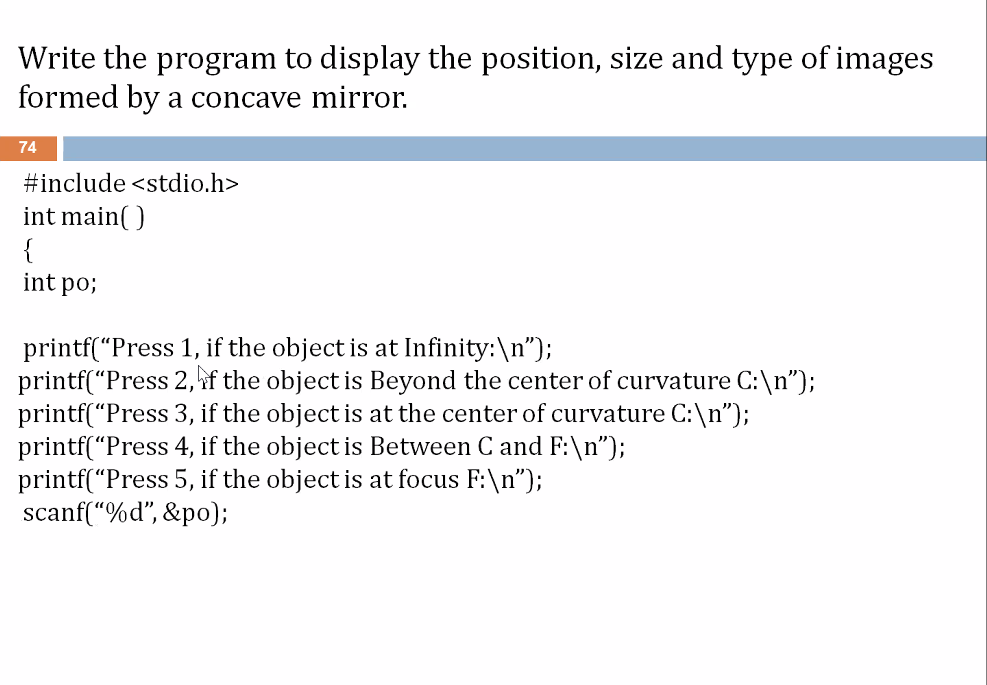 Write the program to display the position, size and type of images
formed by a concave mirror.
74
#include <stdio.h>
int main( )
{
int po;
printf(“Press 1, if the object is at Infinity:\n”);
printf(“Press 2, if the object is Beyond the center of curvature C:\n”);
printf(“Press 3, if the object is at the center of curvature C:\n”);
printf(“Press 4, if the object is Between C and F:\n”);
printf(“Press 5, if the object is at focus F:\n”);
scanf(“%d”, &po);